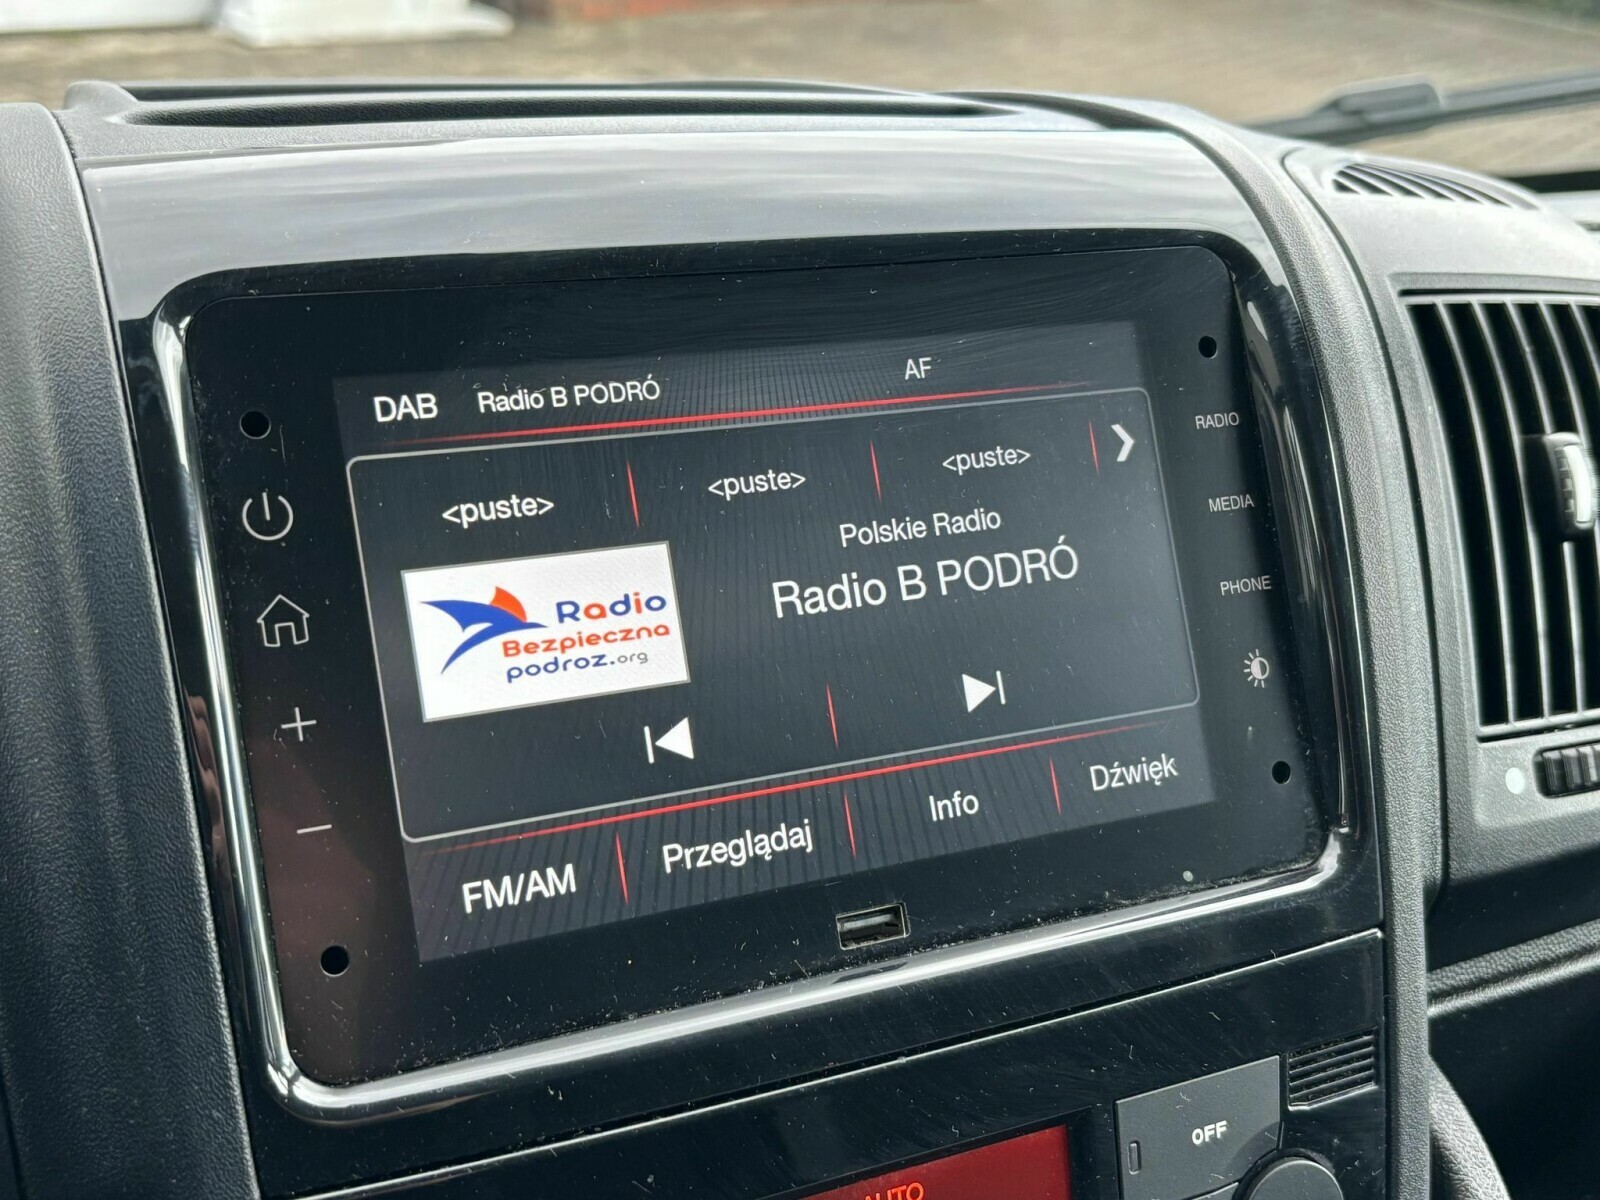 DAB Radio B PODRÓ AF
<puste> <puste> <puste>
Polskie Radio
Radio B PODRÓ
Radio
Bezpieczna
podroz.org
FM/AM Przeglądaj Info Dźwięk
RADIO
MEDIA
PHONE
OFF
AUTO